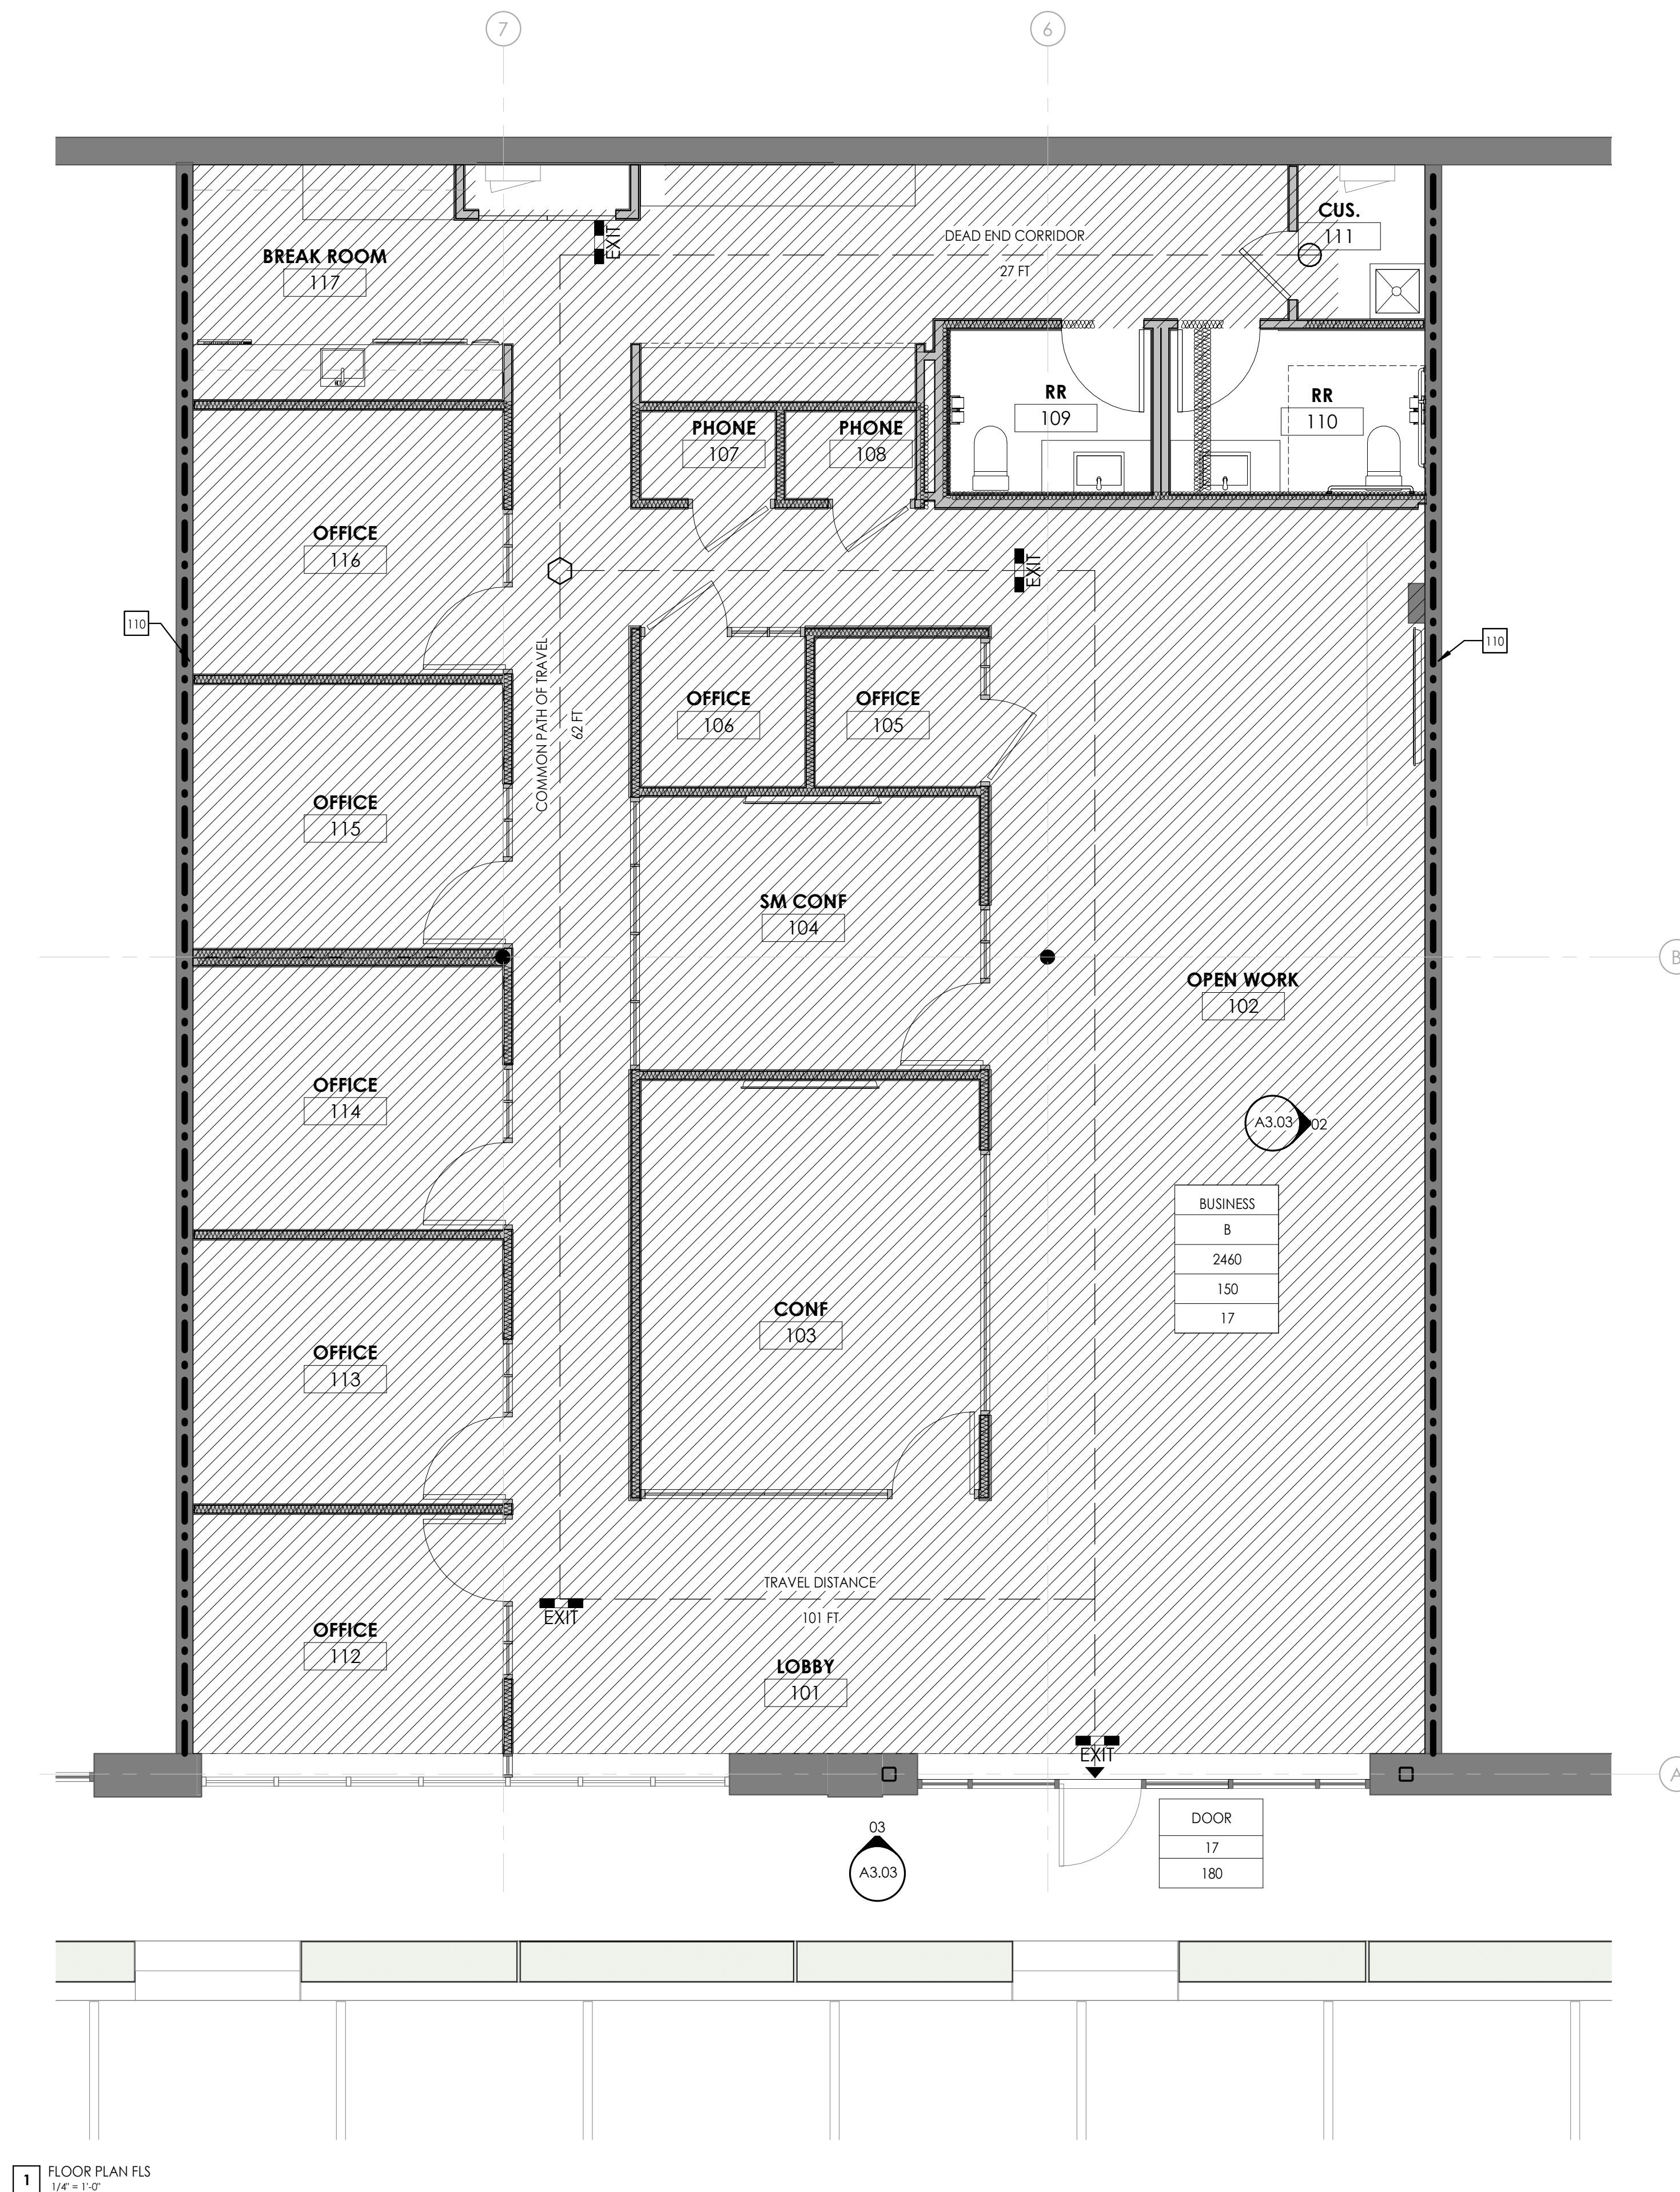 7
6
CUS.
111
DEAD END CORRIDOR
27 FT
EXIT
BREAK ROOM
117
RR
109
RR
110
PHONE
107
PHONE
108
OFFICE
116
EXIT
110
110
COMMON PATH OF TRAVEL
62 FT
OFFICE
106
OFFICE
105
OFFICE
115
SM CONF
104
B
OPEN WORK
102
OFFICE
114
A3.03
02
BUSINESS
B
2460
150
17
CONF
103
OFFICE
113
TRAVEL DISTANCE
101 FT
EXIT
OFFICE
112
LOBBY
101
EXIT
A
DOOR
17
180
03
A3.03
1
FLOOR PLAN FLS
1/4" = 1'-0"